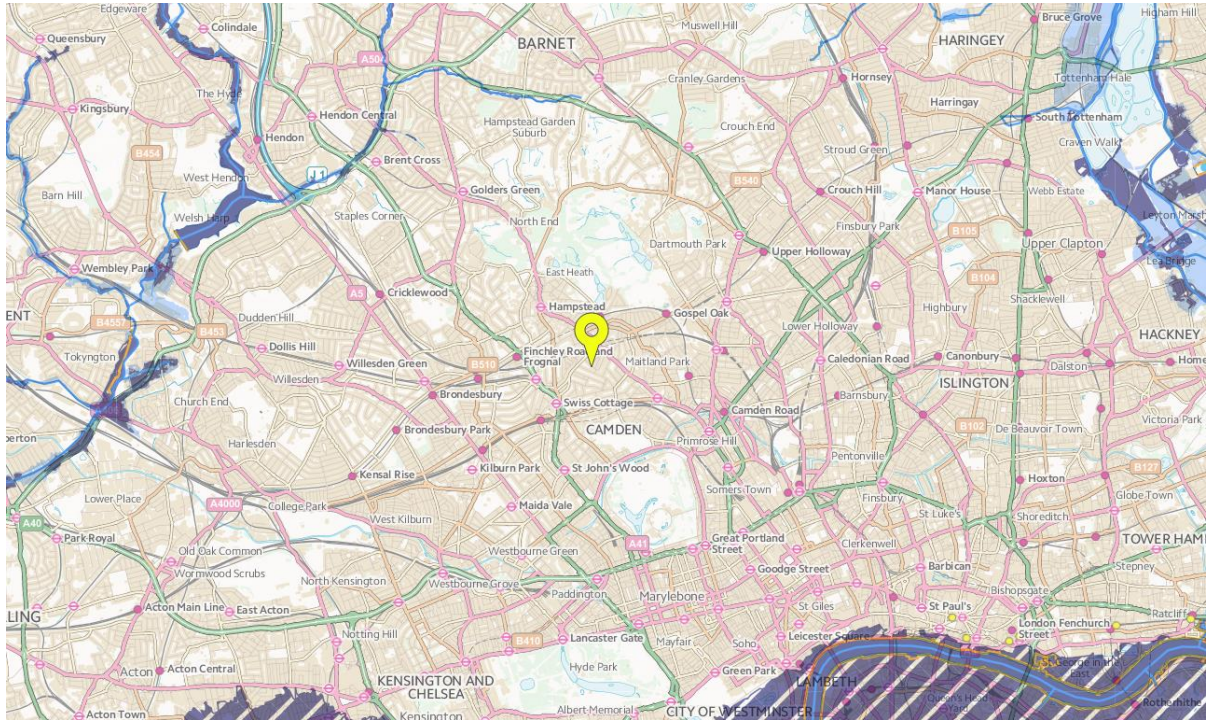 Edgeware
Colindale
Queensbury
BARNET
Muswell Hill
HARINGEY
Bruce Grove
Higham Hill
Cranley Gardens
Hornsey
Tottenham Hale
The Hyde
Kingsbury
Hendon Central
Hampstead Garden
Suburb
Harringay
Crouch End
South Tottenham
Hendon
B454
Brent Cross
Stroud Green
Craven Walk
West Hendon
J1
Barn Hill
Golders Green
B540
Crouch Hill
Manor House
Webb Estate
Staples Corner
Welsh Harp
North End
Finsbury Park
Leyton Marsh
B105
Dartmouth Park
Upper Holloway
Upper Clapton
Lea Bridge
Wembley Park
East Heath
B104
A5
Cricklewood
Shacklewell
Hampstead
Gospel Oak
Highbury
B4557
B453
Dudden Hill
Lower Holloway
HACKNEY
Tokyngton
Dollis Hill
Finchley Road and
Frognal
Maitland Park
Willesden Green
B510
Caledonian Road
Canonbury
Dalston
Willesden
ISLINGTON
Brondesbury
Barnsbury
Church End
Swiss Cottage
Camden Road
Victoria Park
CAMDEN
B102
De Beauvoir Town
Brondesbury Park
Harlesden
Primrose Hill
Pentonville
Kensal Rise
Kilburn Park
St John's Wood
B127
Lower Place
Somers Town
Hoxton
A4000
College Park
Maida Vale
Finsbury
Globe Town
A40
West Kilburn
St Luke's
Shoreditch
Park Royal
A41
Great Portland
Street
Clerkenwell
TOWER HAM
Old Oak Common
Westbourne Green
Wormwood Scrubs
Goodge Street
Barbican
Stepney
North Kensington
Westbourne Grove
Paddington
Marylebone
Bishopsgate
Acton Main Line
East Acton
St Giles
St Paul's
London Fenchurch
Street
Notting Hill
B410
Lancaster Gate
Mayfair
Soho
Leicester Square
Acton
Acton Central
Hyde Park
Green Park
George in the
East
KENSINGTON AND
CHELSEA
LAMBETH
Acton Town
Kensington
Albert Memorial
CITY OF WESTMINSTER
Queen's Head
Yard
Rotherhithe